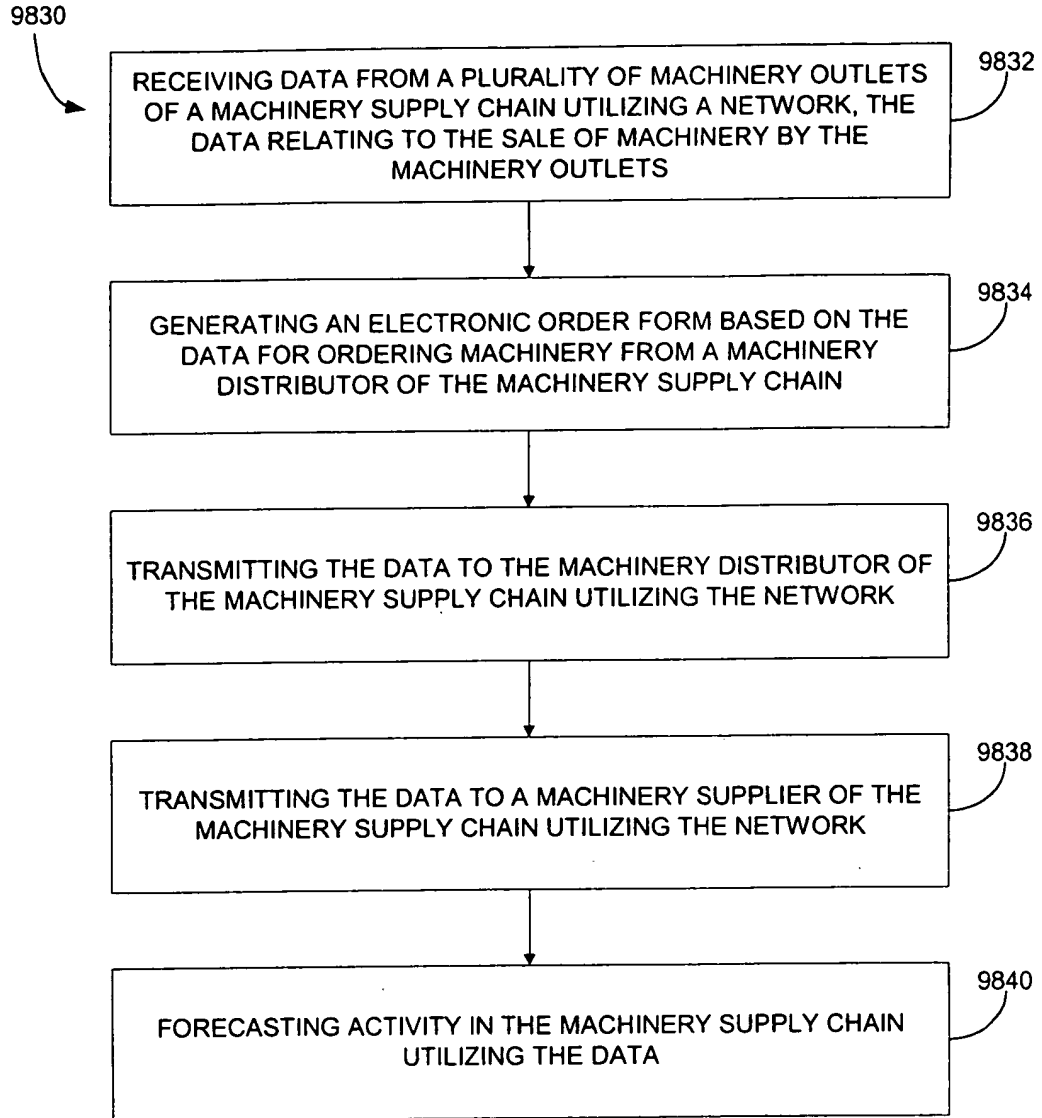 9830
RECEIVING DATA FROM A PLURALITY OF MACHINERY OUTLETS
OF A MACHINERY SUPPLY CHAIN UTILIZING A NETWORK, THE
DATA RELATING TO THE SALE OF MACHINERY BY THE
MACHINERY OUTLETS
9832
GENERATING AN ELECTRONIC ORDER FORM BASED ON THE
DATA FOR ORDERING MACHINERY FROM A MACHINERY
DISTRIBUTOR OF THE MACHINERY SUPPLY CHAIN
9834
TRANSMITTING THE DATA TO THE MACHINERY DISTRIBUTOR OF
THE MACHINERY SUPPLY CHAIN UTILIZING THE NETWORK
9836
TRANSMITTING THE DATA TO A MACHINERY SUPPLIER OF THE
MACHINERY SUPPLY CHAIN UTILIZING THE NETWORK
9838
FORECASTING ACTIVITY IN THE MACHINERY SUPPLY CHAIN
UTILIZING THE DATA
9840